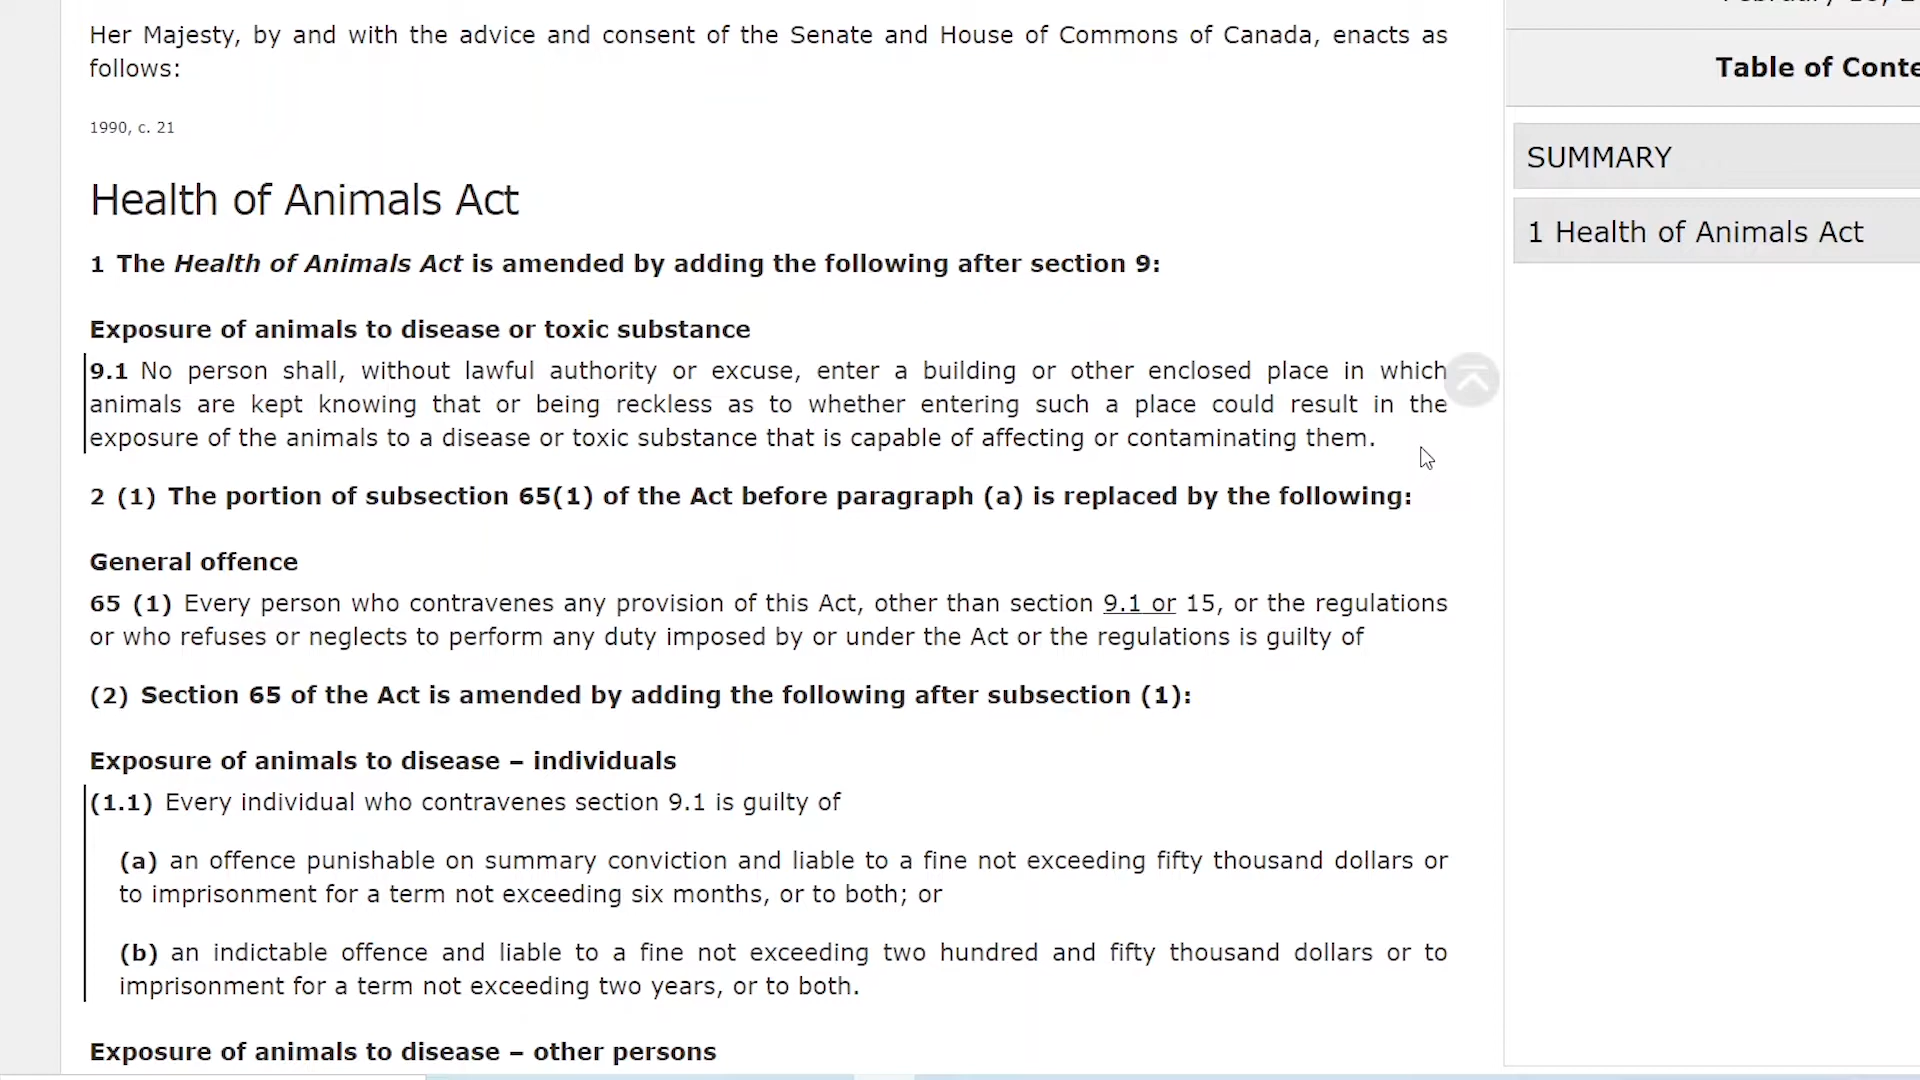 Her Majesty, by and with the advice and consent of the Senate and House of Commons of Canada, enacts as
follows:
1990, c. 21
Health of Animals Act
1 The Health of Animals Act is amended by adding the following after section 9:
Exposure of animals to disease or toxic substance
9.1 No person shall, without lawful authority or excuse, enter a building or other enclosed place in which
animals are kept knowing that or being reckless as to whether entering such a place could result in the
exposure of the animals to a disease or toxic substance that is capable of affecting or contaminating them.
2 (1) The portion of subsection 65(1) of the Act before paragraph (a) is replaced by the following:
General offence
65 (1) Every person who contravenes any provision of this Act, other than section 9.1 or 15, or the regulations
or who refuses or neglects to perform any duty imposed by or under the Act or the regulations is guilty of
(2) Section 65 of the Act is amended by adding the following after subsection (1):
Exposure of animals to disease – individuals
(1.1) Every individual who contravenes section 9.1 is guilty of
(a) an offence punishable on summary conviction and liable to a fine not exceeding fifty thousand dollars or
to imprisonment for a term not exceeding six months, or to both; or
(b) an indictable offence and liable to a fine not exceeding two hundred and fifty thousand dollars or to
imprisonment for a term not exceeding two years, or to both.
Exposure of animals to disease – other persons
Table of Conte
SUMMARY
1 Health of Animals Act